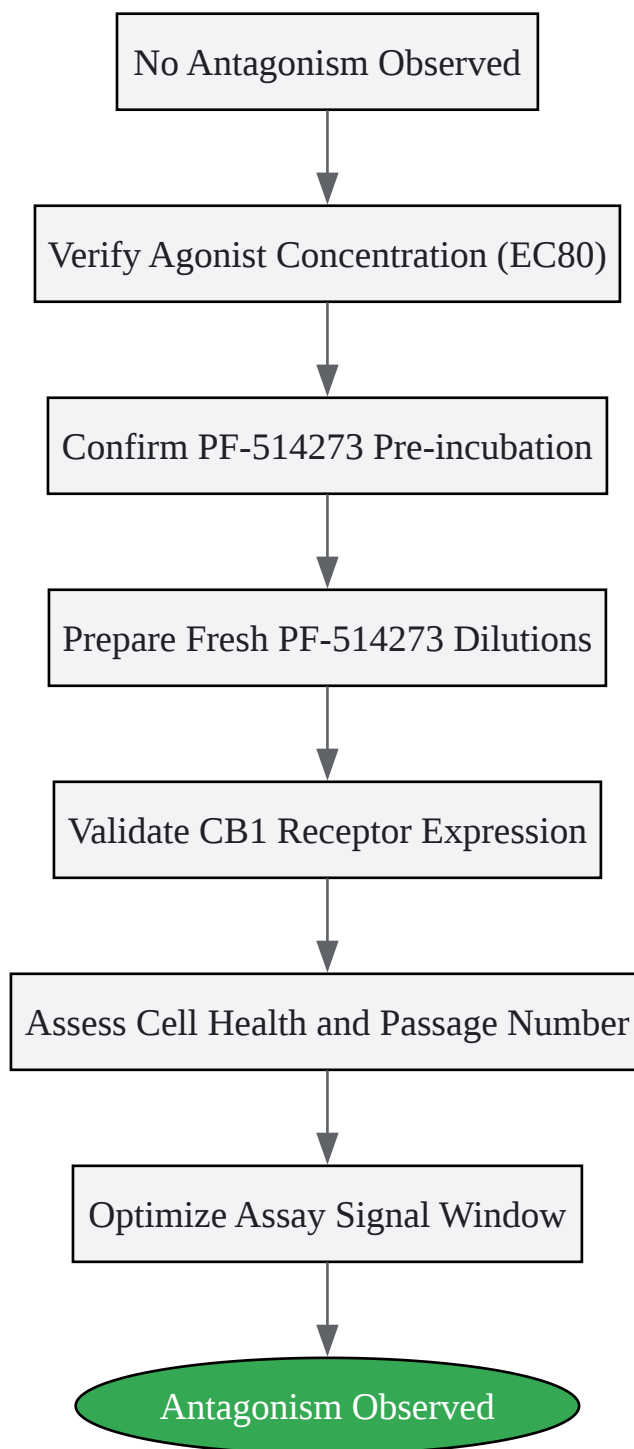 No Antagonism Observed
Verify Agonist Concentration (EC80)
Confirm PF-514273 Pre-incubation
Prepare Fresh PF-514273 Dilutions
Validate CB1 Receptor Expression
Assess Cell Health and Passage Number
Optimize Assay Signal Window
Antagonism Observed